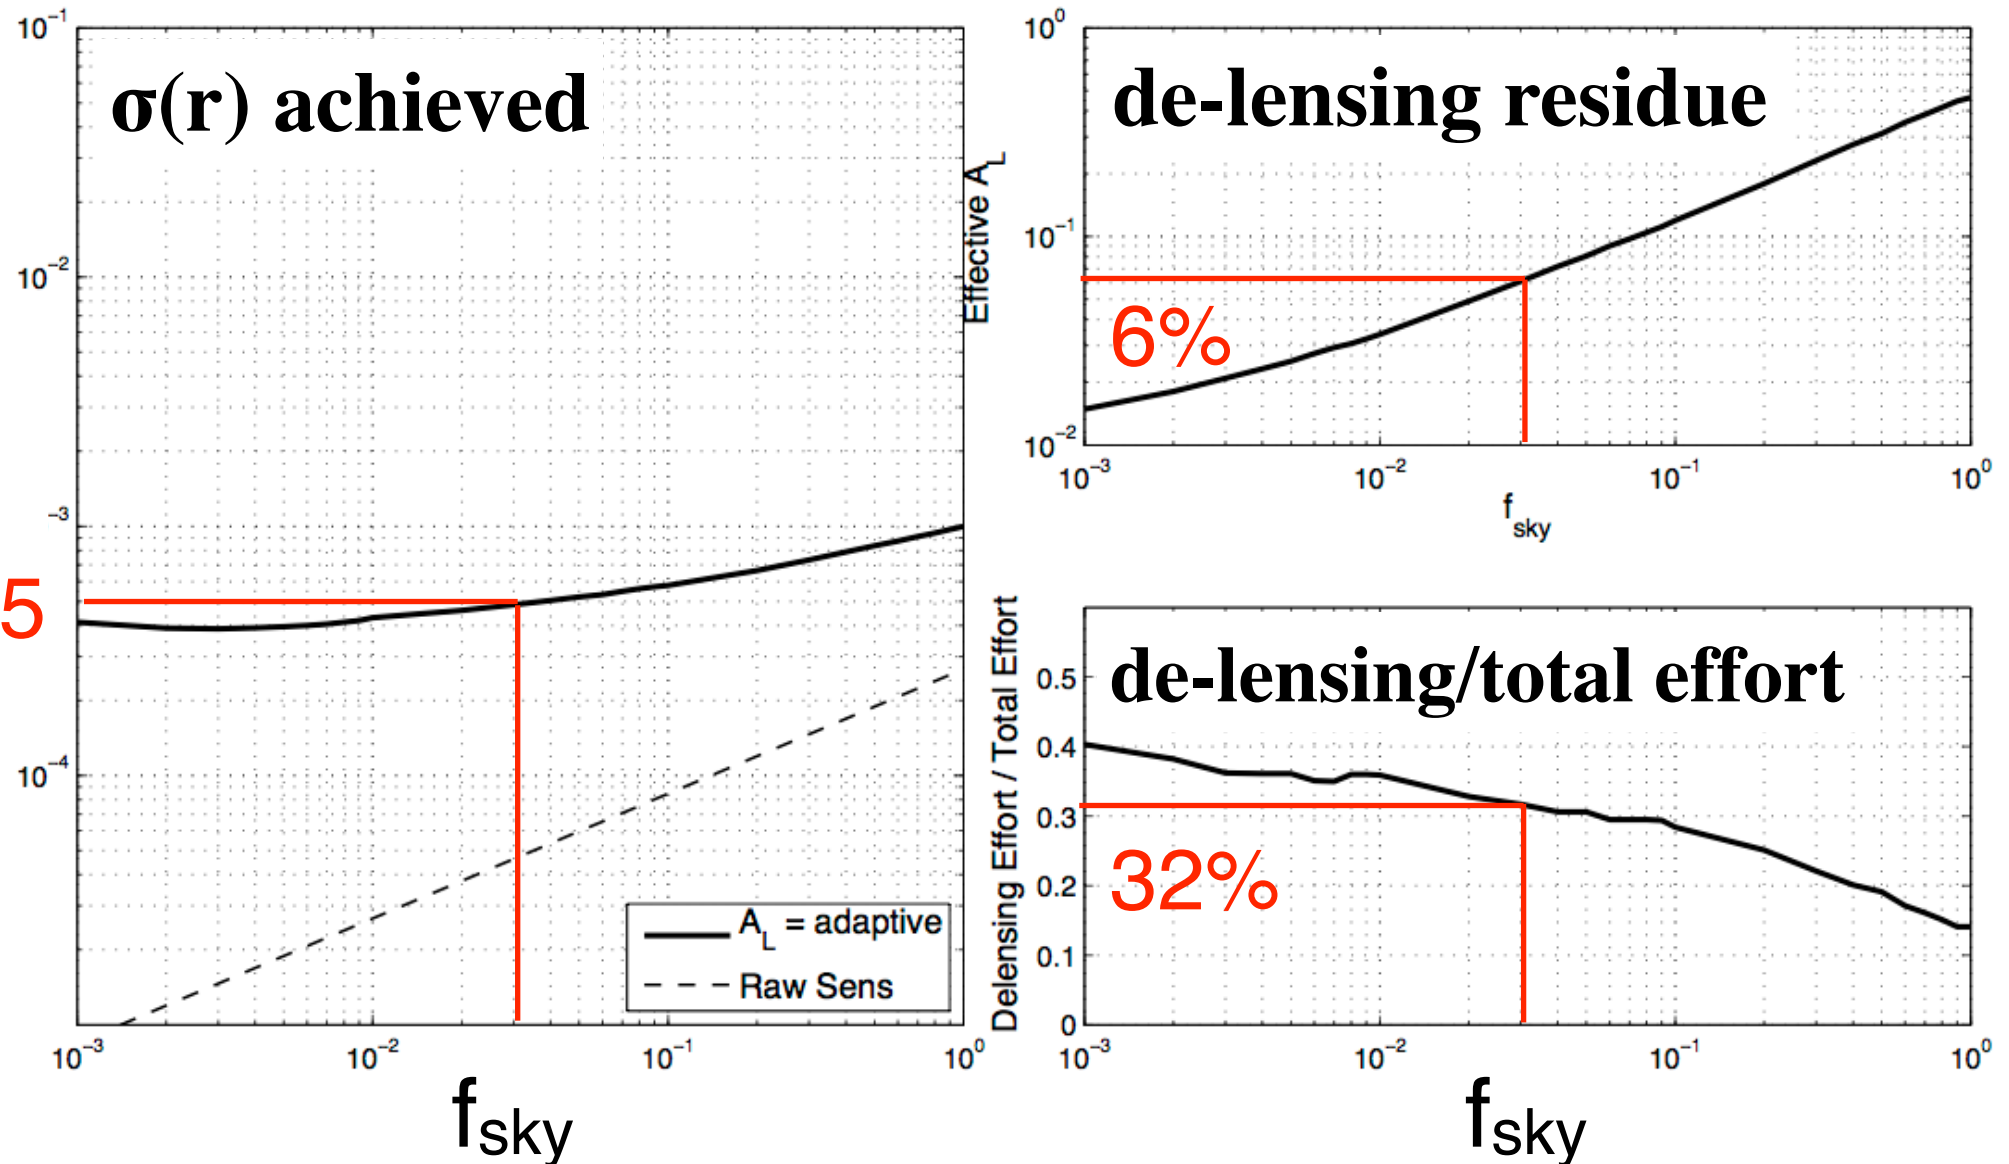 σ(r) achieved
10⁻¹
10⁻²
⁻³
5
10⁻⁴
A_L = adaptive
Raw Sens
10⁻³ 10⁻² 10⁻¹ 10⁰
f_sky
de-lensing residue
Effective A_L
10⁰
10⁻¹
6%
10⁻²
10⁻³ 10⁻² 10⁻¹ 10⁰
f_sky
de-lensing/total effort
Delensing Effort / Total Effort
0.5
0.4
0.3
32%
0.2
0.1
0
10⁻³ 10⁻² 10⁻¹ 10⁰
f_sky